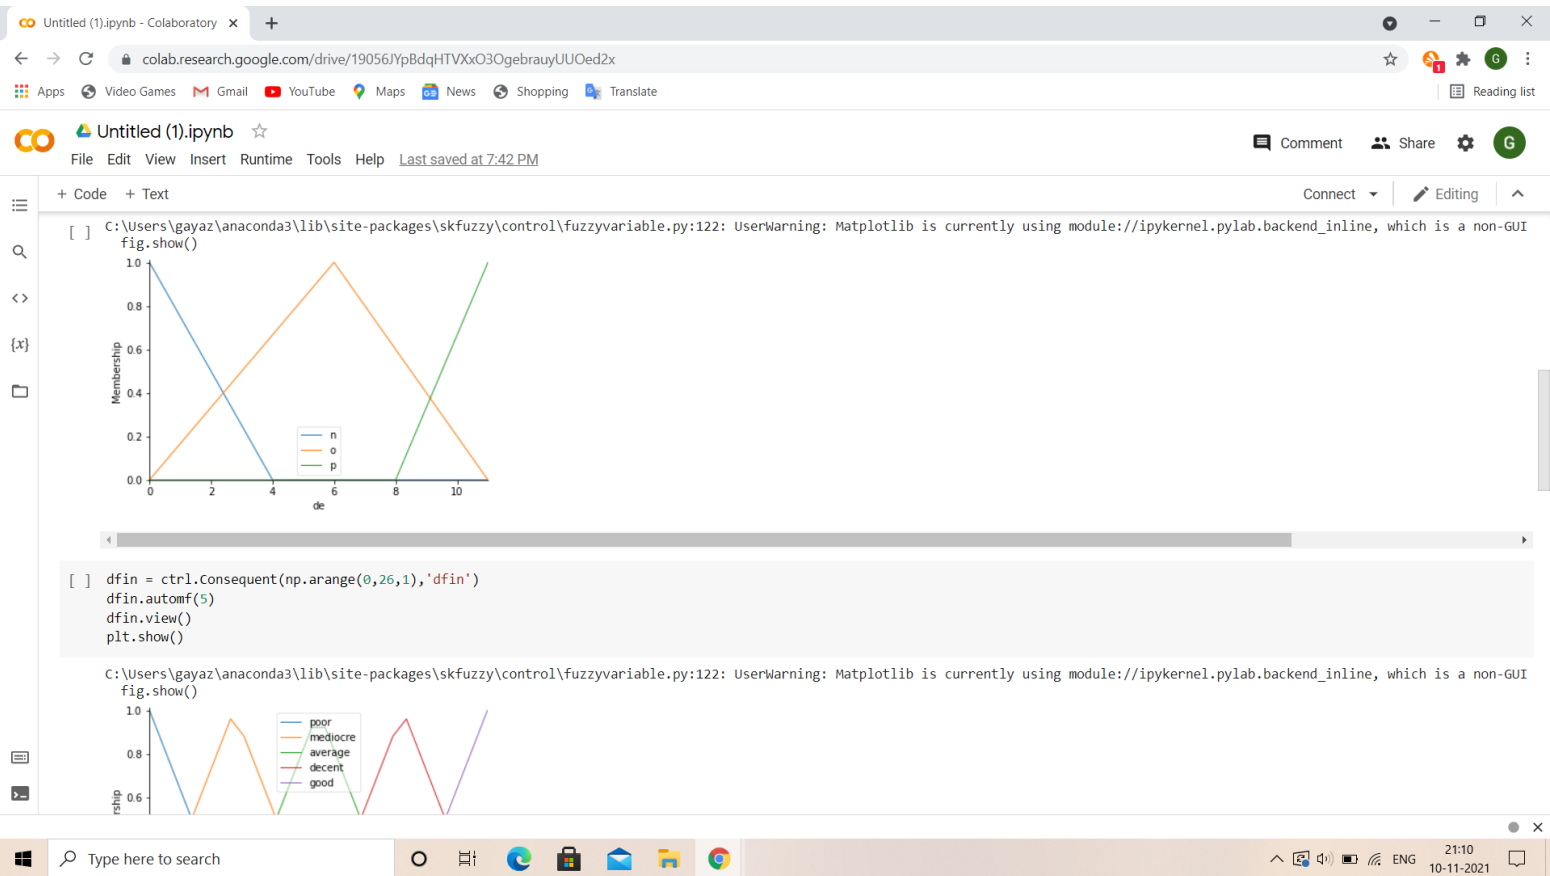 Untitled (1).ipynb - Colaboratory
colab.research.google.com/drive/19056JYpBdqHTVXxO3OgebrauyUUOed2x
1
G
Apps Video Games Gmail YouTube Maps News Shopping Translate Reading list
Untitled (1).ipynb
File Edit View Insert Runtime Tools Help Last saved at 7:42 PM
Comment Share G
+ Code + Text
Connect Editing
[ ] C:\Users\gayaz\anaconda3\lib\site-packages\skfuzzy\control\fuzzyvariable.py:122: UserWarning: Matplotlib is currently using module://ipykernel.pylab.backend_inline, which is a non-GUI
fig.show()
1.0
0.8
0.6
0.4
0.2
0.0
Membership
n
o
p
0 2 4 6 8 10
de
[ ] dfin = ctrl.Consequent(np.arange(0,26,1),'dfin')
dfin.automf(5)
dfin.view()
plt.show()
C:\Users\gayaz\anaconda3\lib\site-packages\skfuzzy\control\fuzzyvariable.py:122: UserWarning: Matplotlib is currently using module://ipykernel.pylab.backend_inline, which is a non-GUI
fig.show()
1.0
0.8
0.6
rship
poor
mediocre
average
decent
good
{x}
Type here to search
ENG
21:10
10-11-2021